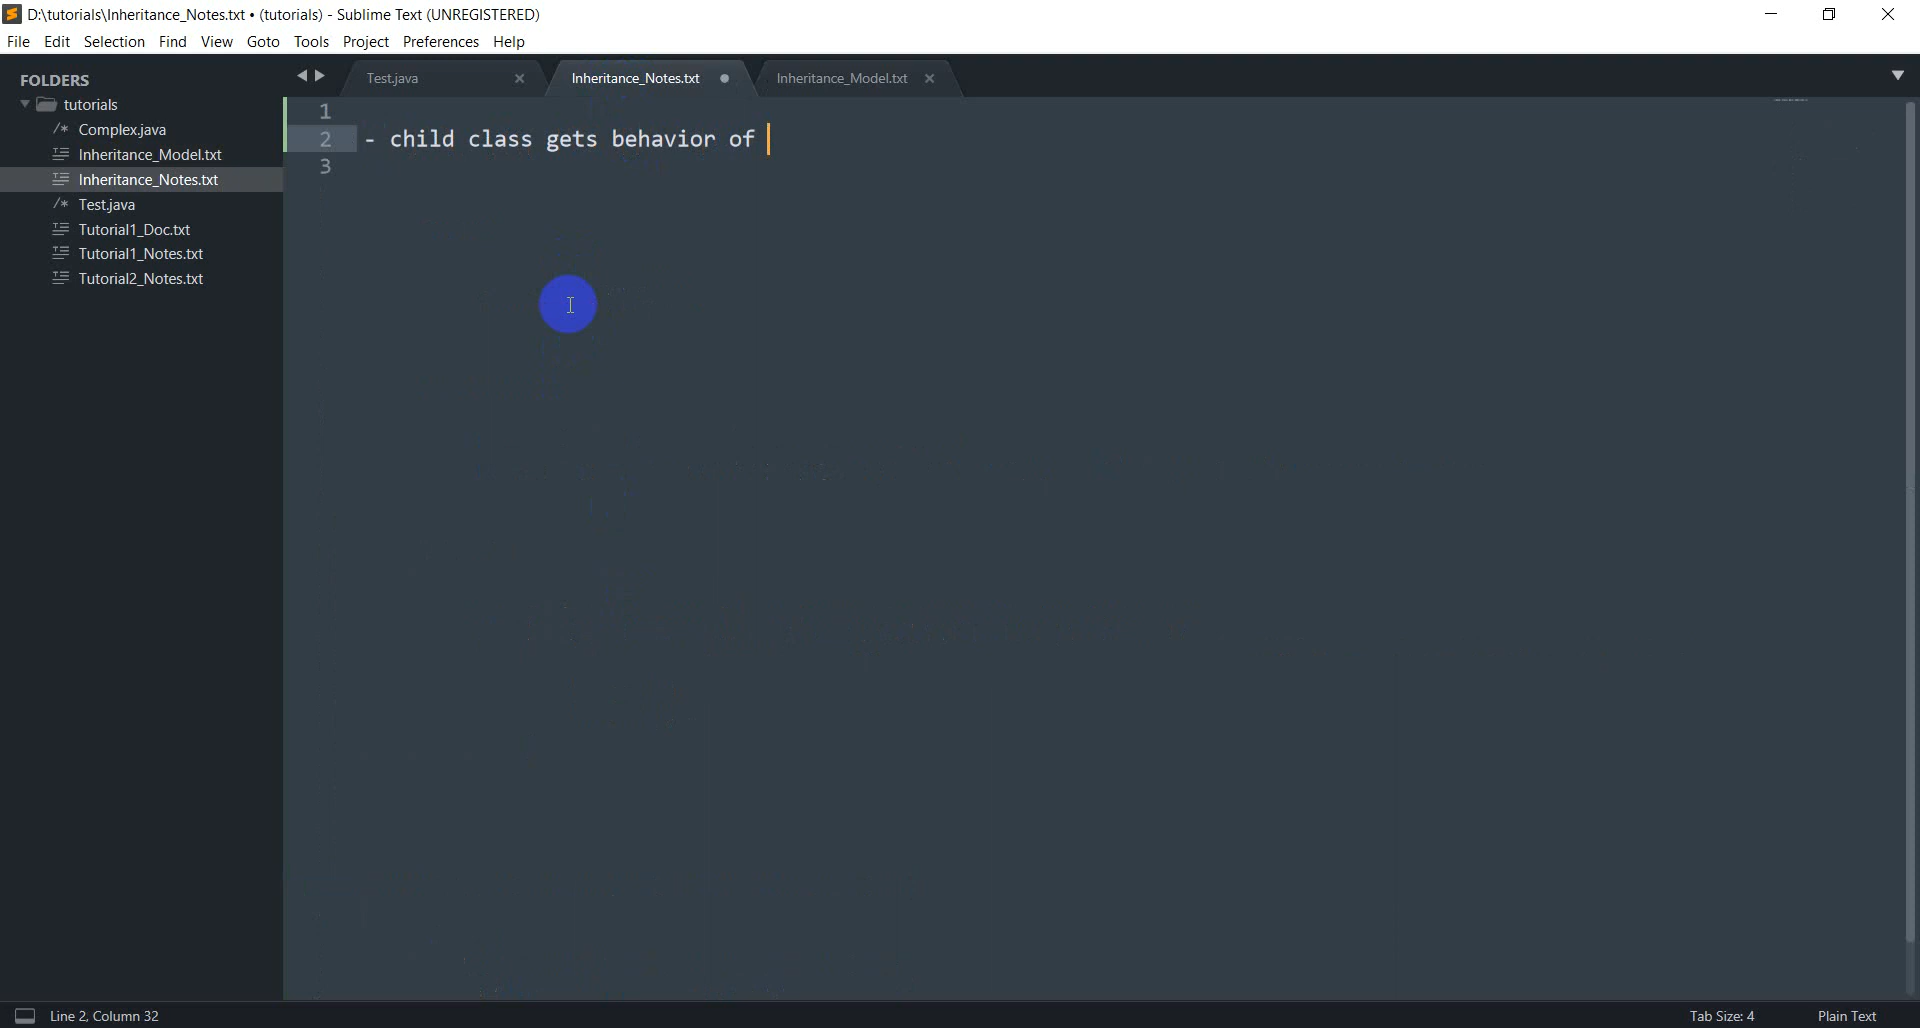 D:\tutorials\Inheritance_Notes.txt • (tutorials) - Sublime Text (UNREGISTERED)
File Edit Selection Find View Goto Tools Project Preferences Help
FOLDERS
tutorials
/* Complex.java
Inheritance_Model.txt
Inheritance_Notes.txt
/* Test.java
Tutorial1_Doc.txt
Tutorial1_Notes.txt
Tutorial2_Notes.txt
Test.java Inheritance_Notes.txt Inheritance_Model.txt
1
2 - child class gets behavior of
3
Line 2, Column 32 Tab Size: 4 Plain Text